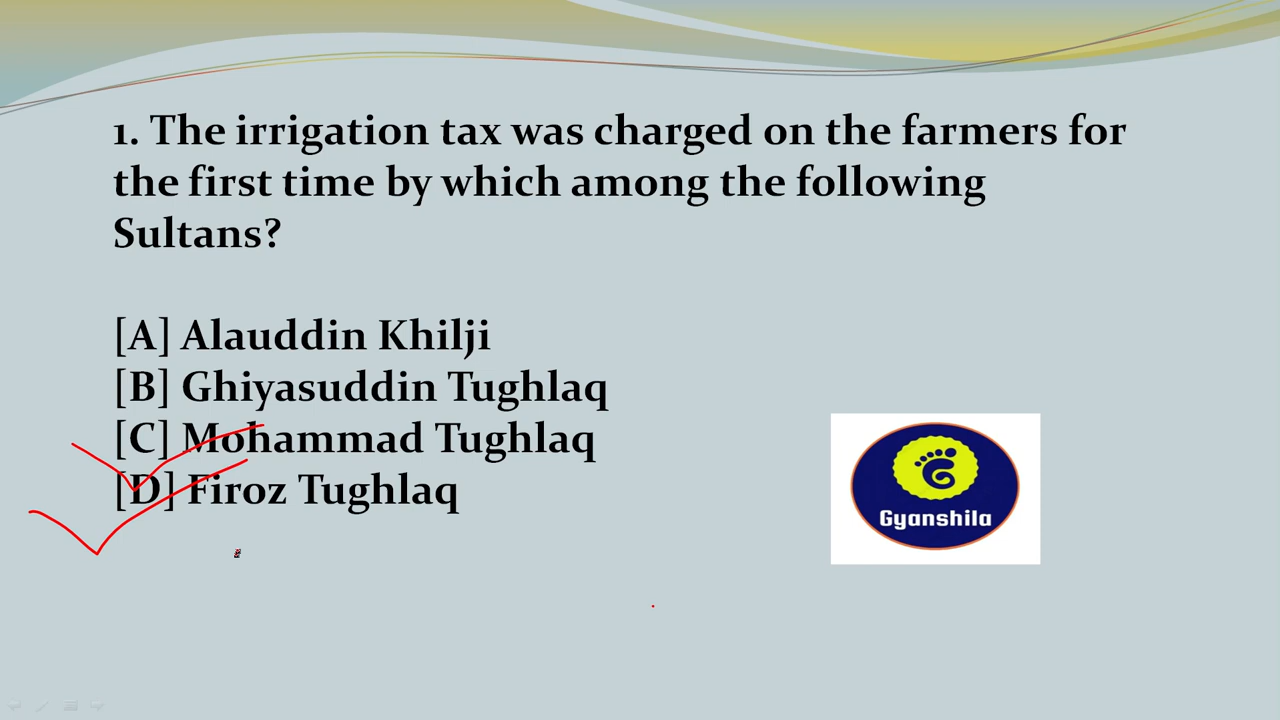 1. The irrigation tax was charged on the farmers for
the first time by which among the following
Sultans?
[A] Alauddin Khilji
[B] Ghiyasuddin Tughlaq
[C] Mohammad Tughlaq
[D] Firoz Tughlaq
Gyanshila